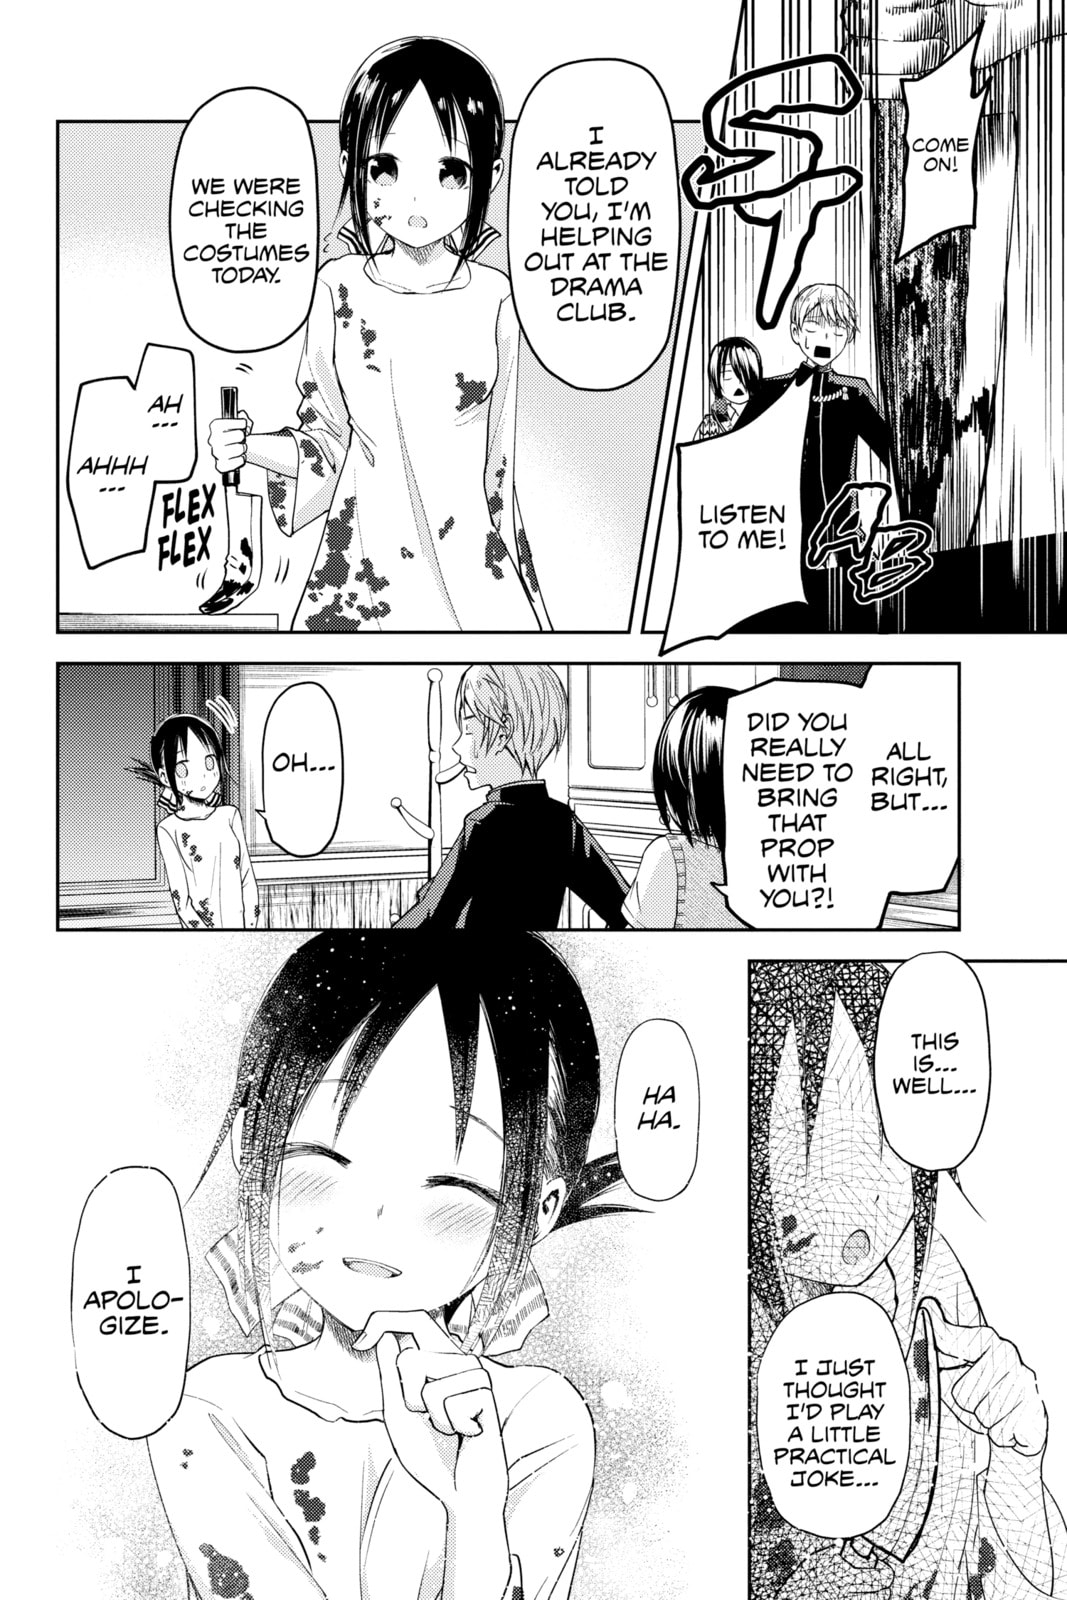 COME
ON!
STAB
LISTEN
TO ME!
I
ALREADY
TOLD
YOU, I'M
HELPING
OUT AT THE
DRAMA
CLUB.
WE WERE
CHECKING
THE
COSTUMES
TODAY.
AH
...
AHHH
...
FLEX
FLEX
ALL
RIGHT,
BUT...
DID YOU
REALLY
NEED TO
BRING
THAT
PROP
WITH
YOU?!
OH...
THIS
IS...
WELL...
I JUST
THOUGHT
I'D PLAY
A LITTLE
PRACTICAL
JOKE...
HA
HA.
I
APOLO-
GIZE.